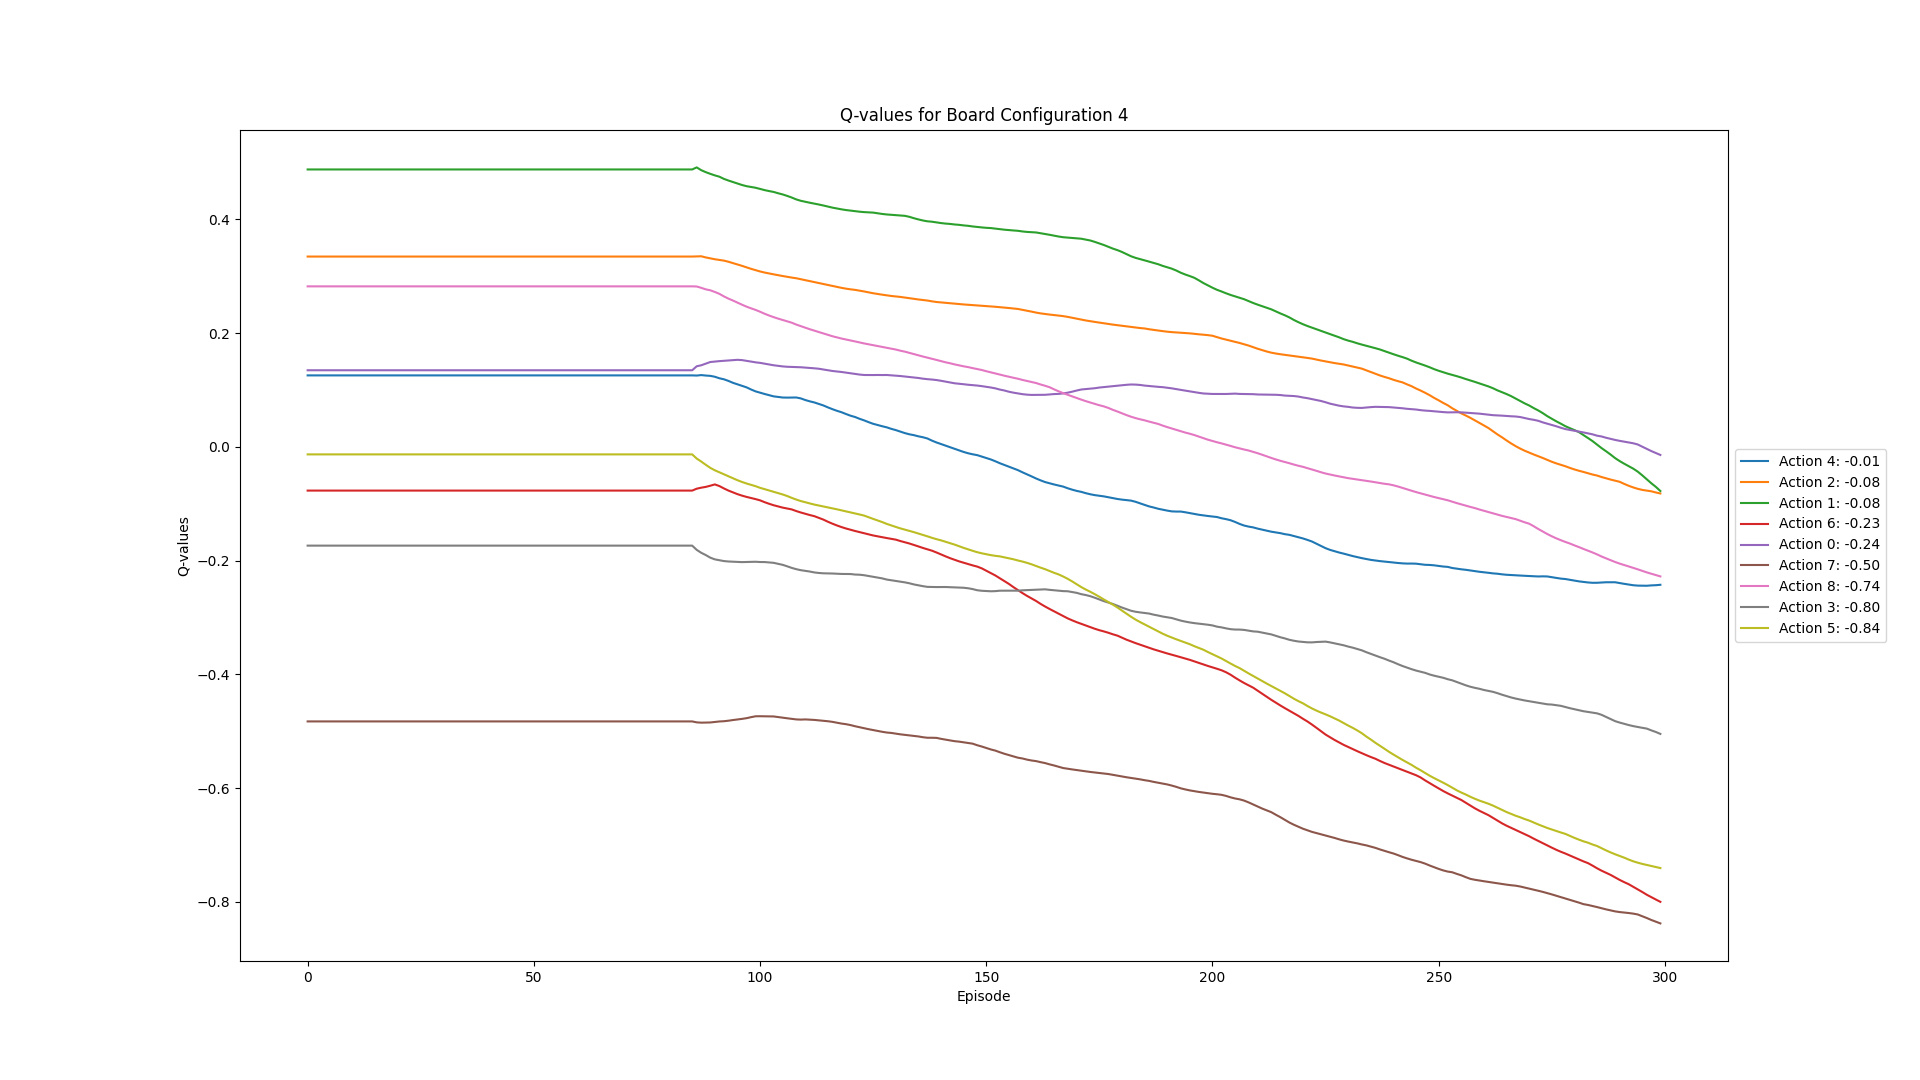 Q-values for Board Configuration 4
Q-values
0.4
0.2
0.0
−0.2
−0.4
−0.6
−0.8
0
50
100
150
200
250
300
Episode
Action 4: -0.01
Action 2: -0.08
Action 1: -0.08
Action 6: -0.23
Action 0: -0.24
Action 7: -0.50
Action 8: -0.74
Action 3: -0.80
Action 5: -0.84